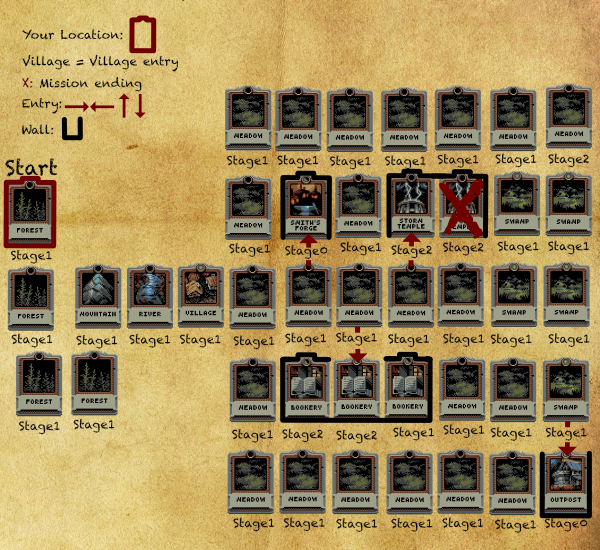 Your Location:
Village = Village entry
X: Mission ending
Entry:
Wall:
MEADOW MEADOW MEADOW MEADOW MEADOW MEADOW MEADOW
Stage1 Stage1 Stage1 Stage1 Stage1 Stage1 Stage2
Start
FOREST MEADOW SMITH'S FORGE MEADOW STORM TEMPLE SWAMP SWAMP
Stage1 Stage1 Stage0 Stage1 Stage2 Stage2 Stage1 Stage1
FOREST MOUNTAIN RIVER VILLAGE MEADOW MEADOW MEADOW MEADOW MEADOW SWAMP SWAMP
Stage1 Stage1 Stage1 Stage1 Stage1 Stage1 Stage1 Stage1 Stage1 Stage1 Stage1
FOREST FOREST MEADOW BOOKERY BOOKERY BOOKERY MEADOW MEADOW SWAMP
Stage1 Stage1 Stage1 Stage2 Stage2 Stage1 Stage1 Stage1 Stage1
MEADOW MEADOW MEADOW MEADOW MEADOW MEADOW OUTPOST
Stage1 Stage1 Stage1 Stage1 Stage1 Stage1 Stage0